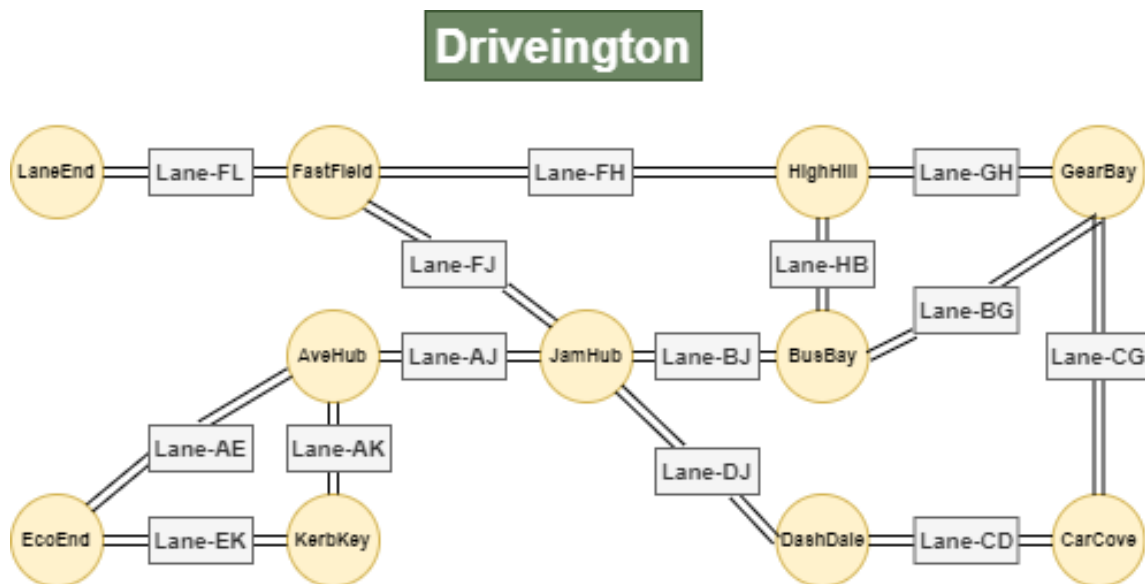 Driveington
LaneEnd
Lane-FL
FastField
Lane-FH
HighHill
Lane-GH
GearBay
Lane-FJ
Lane-HB
Lane-BG
AveHub
Lane-AJ
JamHub
Lane-BJ
BusBay
Lane-CG
Lane-AE
Lane-AK
Lane-DJ
EcoEnd
Lane-EK
KerbKey
DashDale
Lane-CD
CarCove